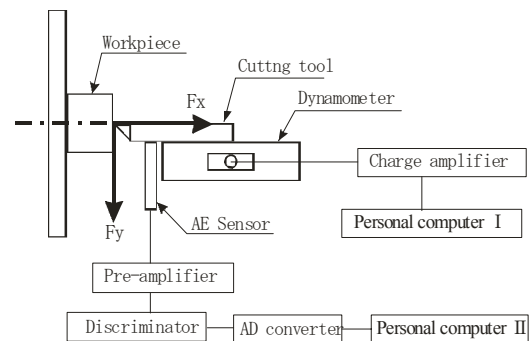 Workpiece
Cuttng tool
Fx
Dynamometer
Charge amplifier
AE Sensor
Fy
Personal computer I
Pre-amplifier
Discriminator
AD converter
Personal computer II